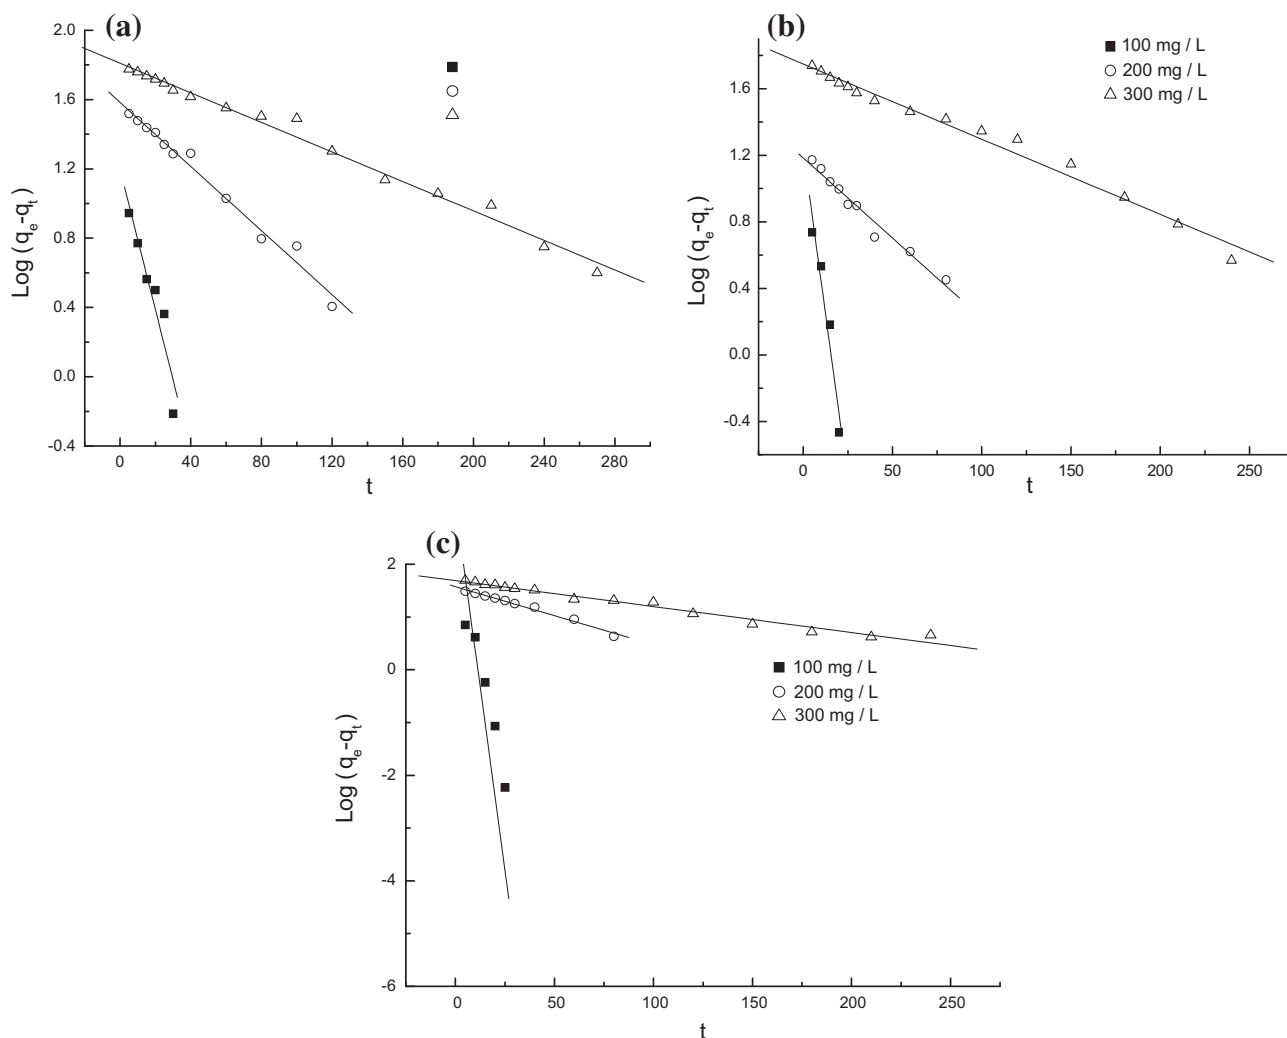 (a)
2.0
1.6
1.2
0.8
0.4
0.0
-0.4
Log (qe-qt)
0 40 80 120 160 200 240 280
t
(b)
100 mg / L
200 mg / L
300 mg / L
1.6
1.2
0.8
0.4
0.0
-0.4
Log (qe-qt)
0 50 100 150 200 250
t
(c)
2
0
-2
-4
-6
Log (qe-qt)
100 mg / L
200 mg / L
300 mg / L
0 50 100 150 200 250
t